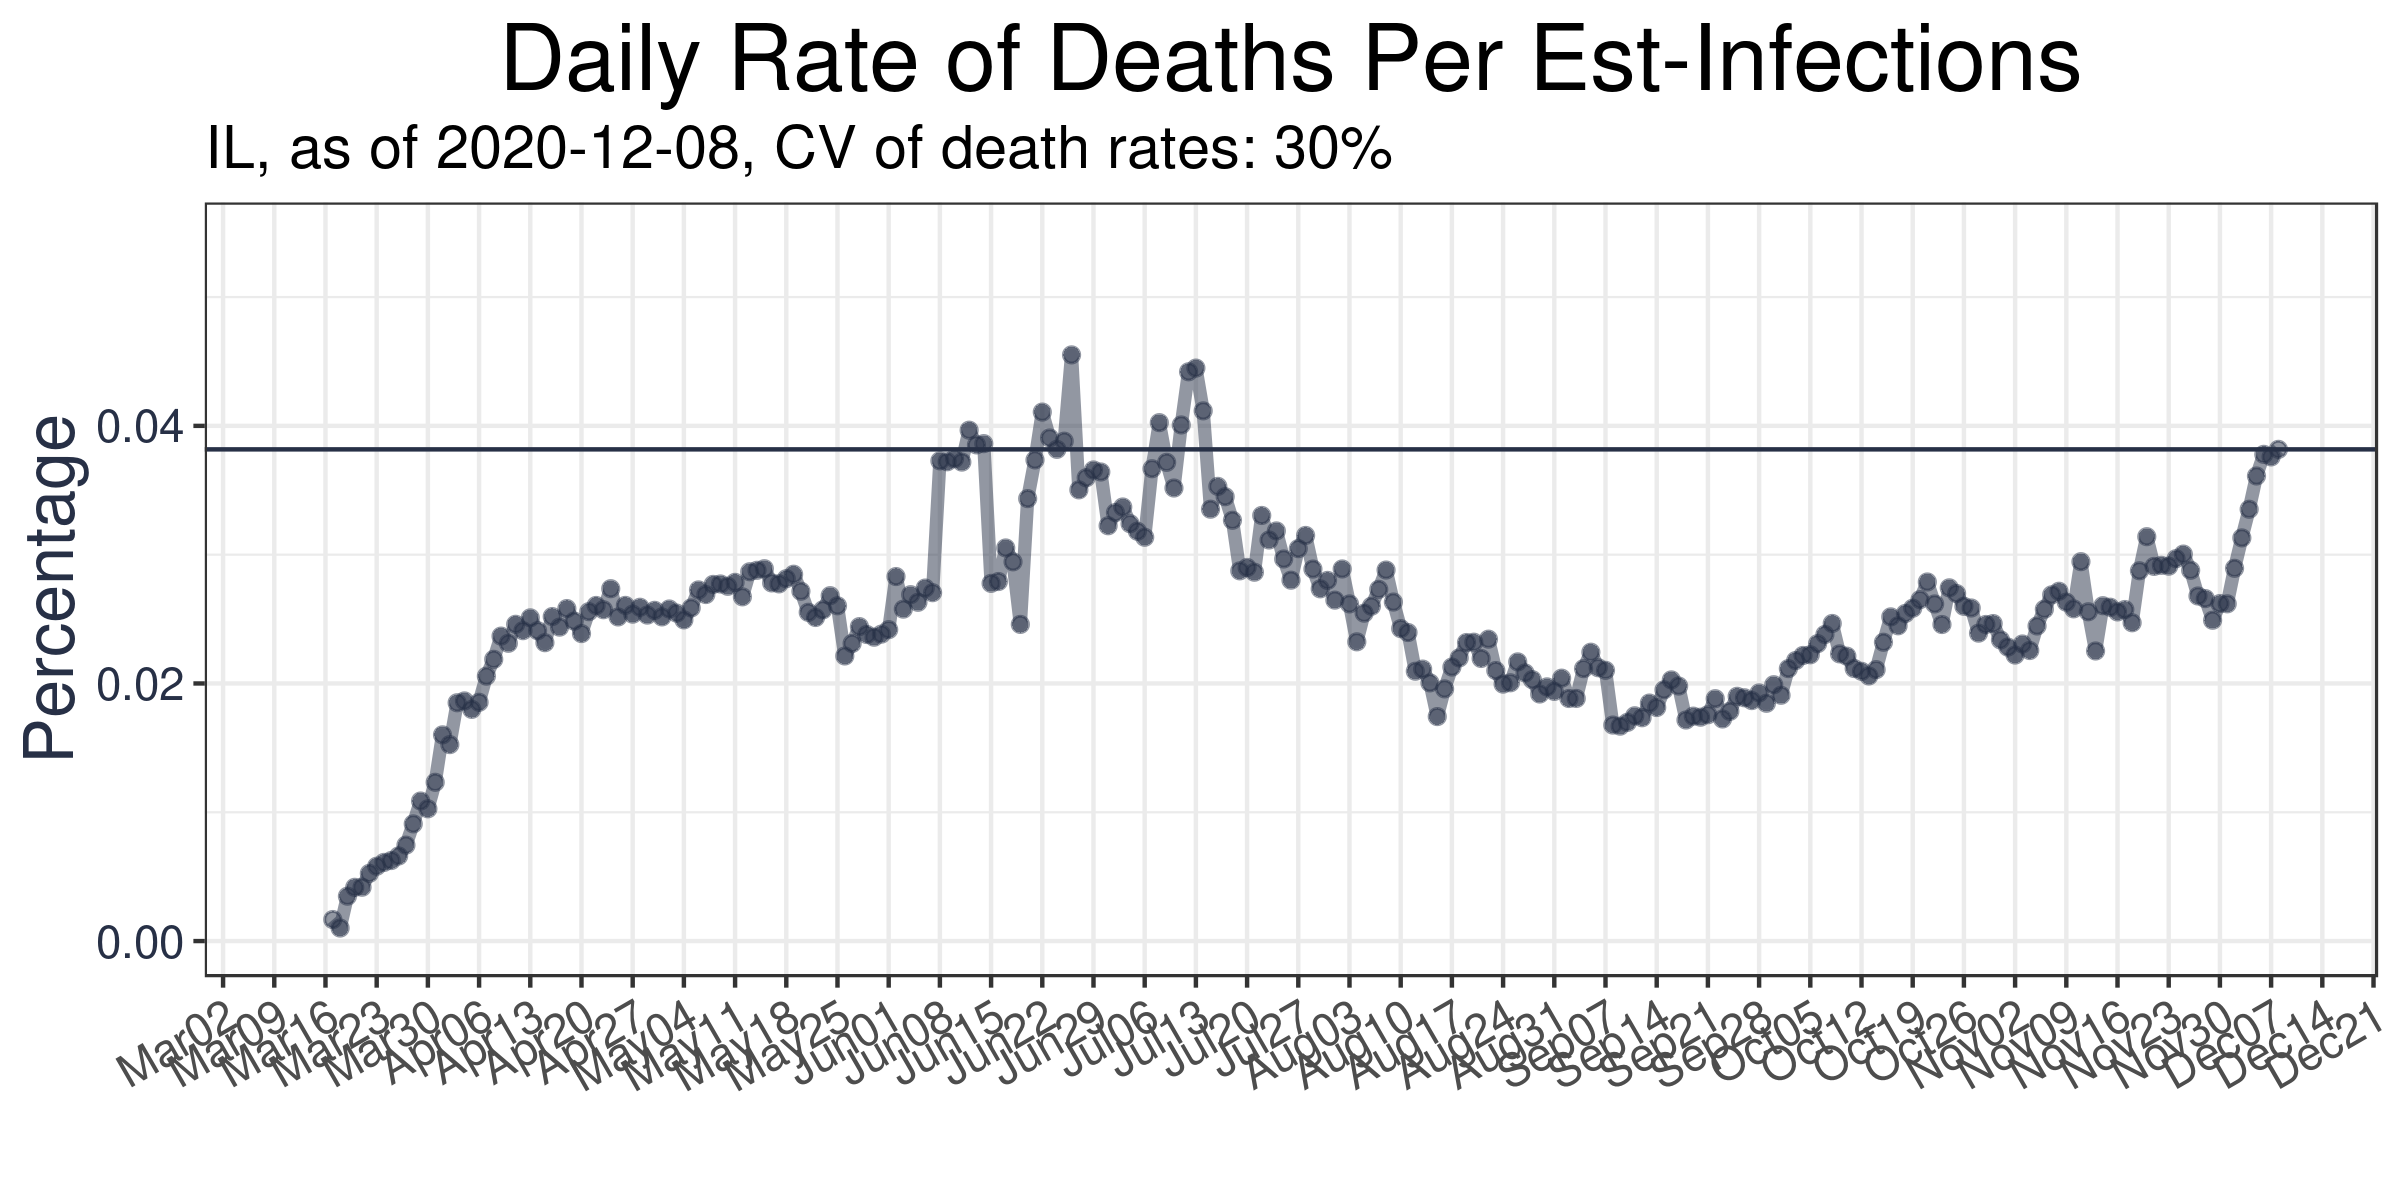 Daily Rate of Deaths Per Est-Infections
IL, as of 2020-12-08, CV of death rates: 30%
Percentage
0.04
0.02
0.00
Mar02 Mar09 Mar16 Mar23 Mar30 Apr06 Apr13 Apr20 Apr27 May04 May11 May18 May25 Jun01 Jun08 Jun15 Jun22 Jun29 Jul06 Jul13 Jul20 Jul27 Aug03 Aug10 Aug17 Aug24 Aug31 Sep07 Sep14 Sep21 Sep28 Oct05 Oct12 Oct19 Oct26 Nov02 Nov09 Nov16 Nov23 Nov30 Dec07 Dec14 Dec21